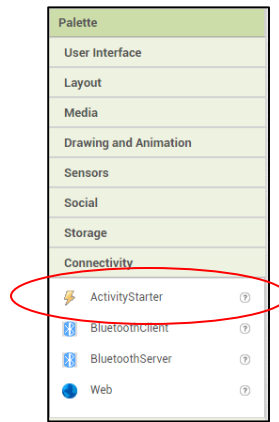 Palette
User Interface
Layout
Media
Drawing and Animation
Sensors
Social
Storage
Connectivity
ActivityStarter ?
BluetoothClient ?
BluetoothServer ?
Web ?